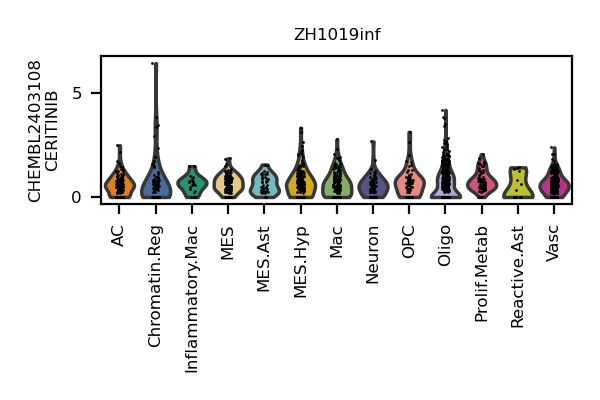 ZH1019inf
CHEMBL2403108
CERITINIB
5
0
AC
Chromatin.Reg
Inflammatory.Mac
MES
MES.Ast
MES.Hyp
Mac
Neuron
OPC
Oligo
Prolif.Metab
Reactive.Ast
Vasc